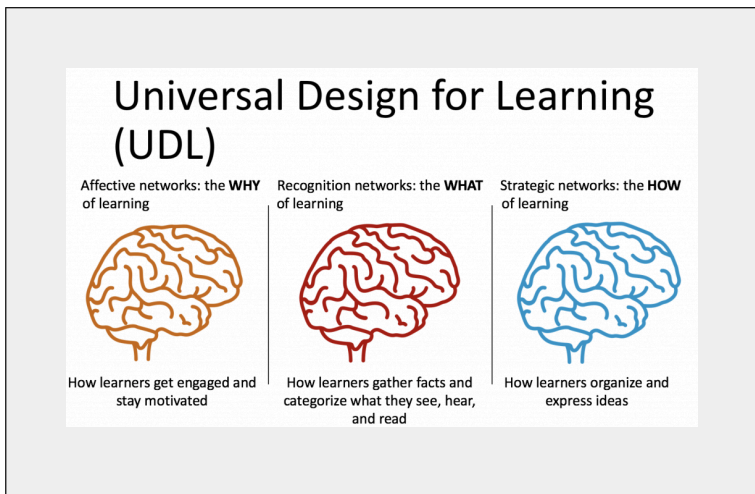 Universal Design for Learning
(UDL)
Affective networks: the WHY
of learning
How learners get engaged and
stay motivated
Recognition networks: the WHAT
of learning
How learners gather facts and
categorize what they see, hear,
and read
Strategic networks: the HOW
of learning
How learners organize and
express ideas